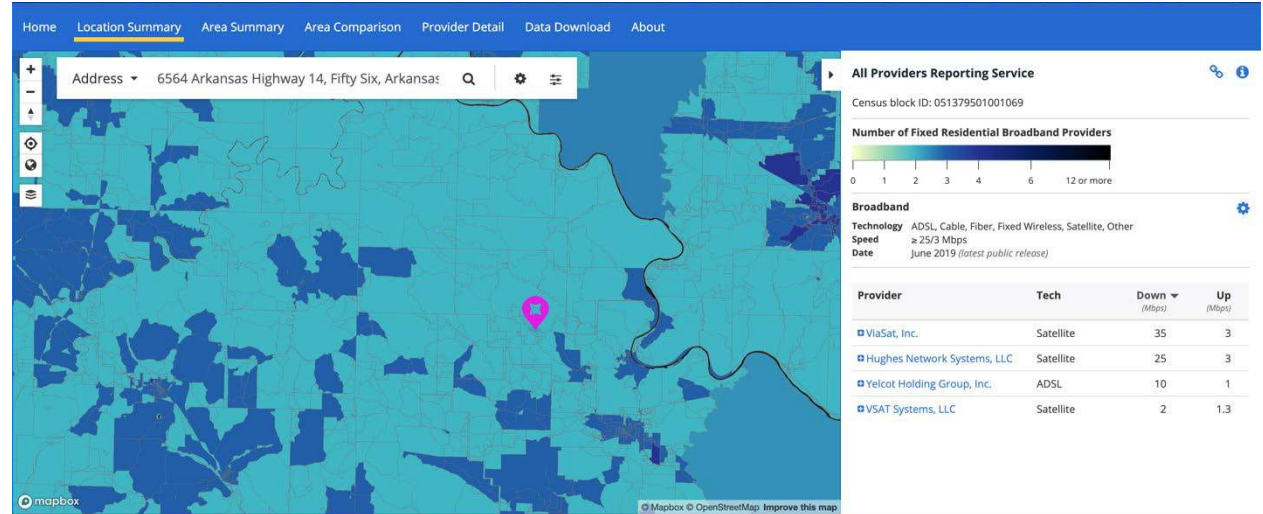 Home Location Summary Area Summary Area Comparison Provider Detail Data Download About
Address 6564 Arkansas Highway 14, Fifty Six, Arkansas
All Providers Reporting Service
Census block ID: 051379501001069
Number of Fixed Residential Broadband Providers
0 1 2 3 4 6 12 or more
Broadband
Technology ADSL, Cable, Fiber, Fixed Wireless, Satellite, Other
Speed ≥ 25/3 Mbps
Date June 2019 (latest public release)
Provider Tech Down Up
(Mbps) (Mbps)
ViaSat, Inc. Satellite 35 3
Hughes Network Systems, LLC Satellite 25 3
Yelcot Holding Group, Inc. ADSL 10 1
VSAT Systems, LLC Satellite 2 1.3
mapbox
© Mapbox © OpenStreetMap Improve this map